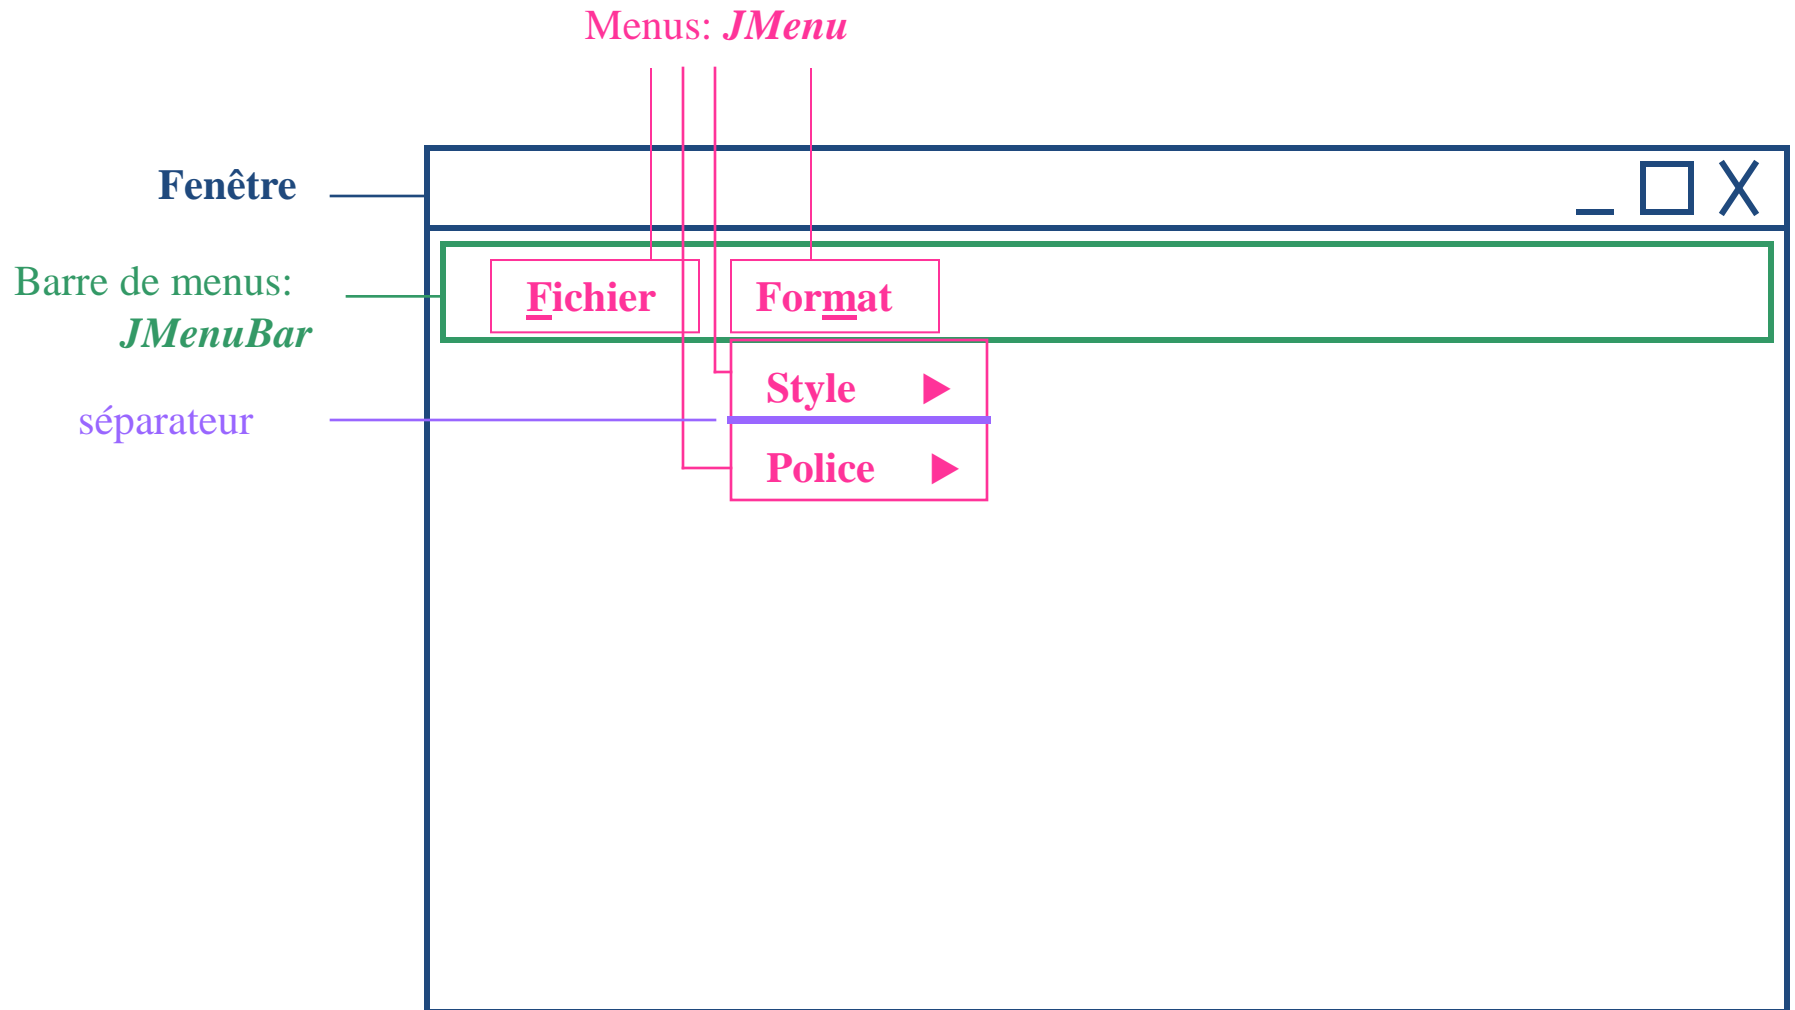 Menus: JMenu
Fenêtre
Barre de menus:
JMenuBar
Fichier Format
Style
séparateur
Police